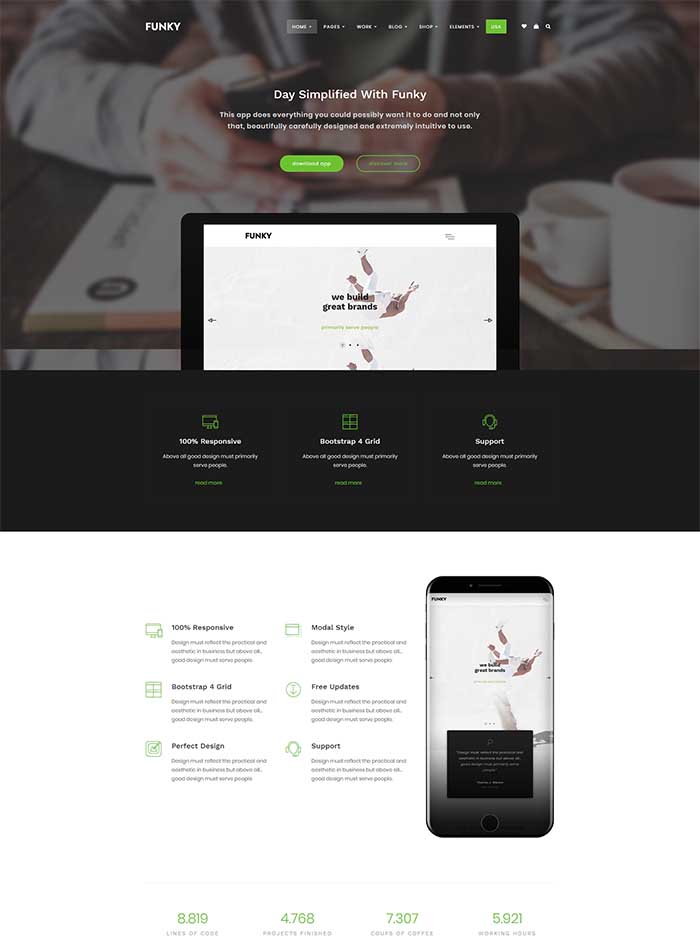 FUNKY
HOME PAGES WORK BLOG SHOP ELEMENTS USA
Day Simplified With Funky
This app does everything you could possibly want it to do and not only
that, beautifully carefully designed and extremely intuitive to use.
download app discover more
FUNKY
we build
great brands
primarily serve people
100% Responsive
Above all good design must primarily
serve people.
read more
Bootstrap 4 Grid
Above all good design must primarily
serve people.
read more
Support
Above all good design must primarily
serve people.
read more
100% Responsive
Design must reflect the practical and
aesthetic in business but above all...
good design must serve people.
Modal Style
Design must reflect the practical and
aesthetic in business but above all...
good design must serve people.
Bootstrap 4 Grid
Design must reflect the practical and
aesthetic in business but above all...
good design must serve people.
Free Updates
Design must reflect the practical and
aesthetic in business but above all...
good design must serve people.
Perfect Design
Design must reflect the practical and
aesthetic in business but above all...
good design must serve people.
Support
Design must reflect the practical and
aesthetic in business but above all...
good design must serve people.
FUNKY
we build
great brands
"Design must reflect the practical and
aesthetic in business but above all...
good design must primarily serve
people."
8.819
LINES OF CODE
4.768
PROJECTS FINISHED
7.307
COUPS OF COFFEE
5.921
WORKING HOURS